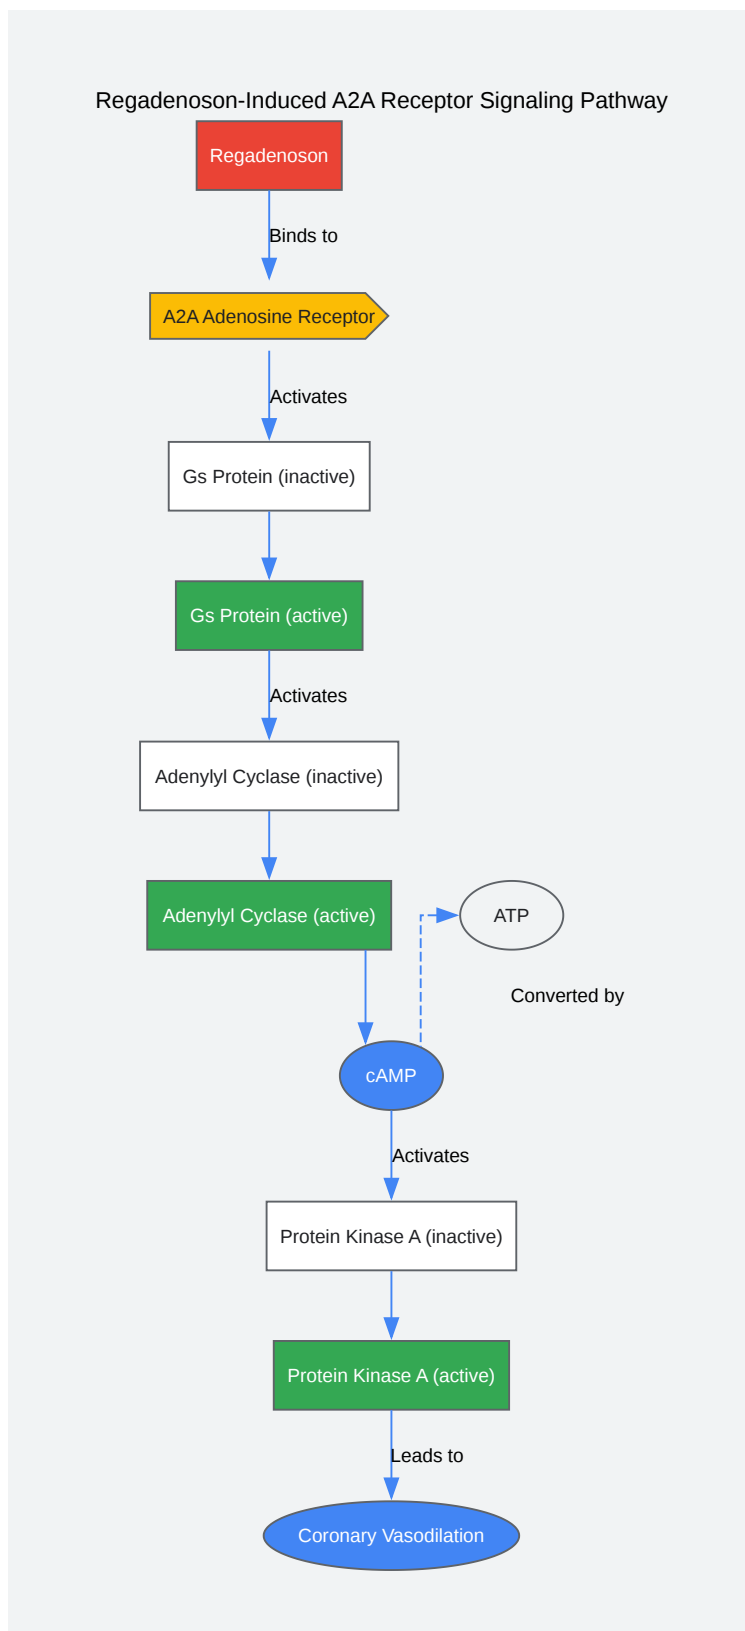 Regadenoson-Induced A2A Receptor Signaling Pathway
Regadenoson
Binds to
A2A Adenosine Receptor
Activates
Gs Protein (inactive)
Gs Protein (active)
Activates
Adenylyl Cyclase (inactive)
Adenylyl Cyclase (active)
ATP
Converted by
cAMP
Activates
Protein Kinase A (inactive)
Protein Kinase A (active)
Leads to
Coronary Vasodilation